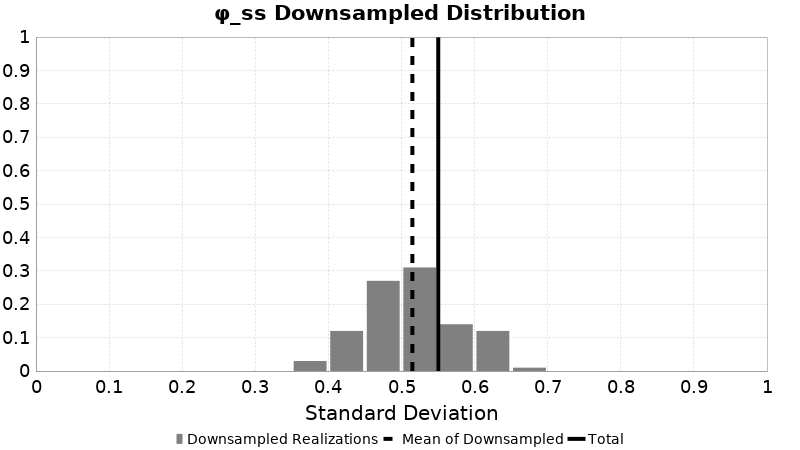 φ_ss Downsampled Distribution
1
0.9
0.8
0.7
0.6
0.5
0.4
0.3
0.2
0.1
0
0 0.1 0.2 0.3 0.4 0.5 0.6 0.7 0.8 0.9 1
Standard Deviation
Downsampled Realizations Mean of Downsampled Total